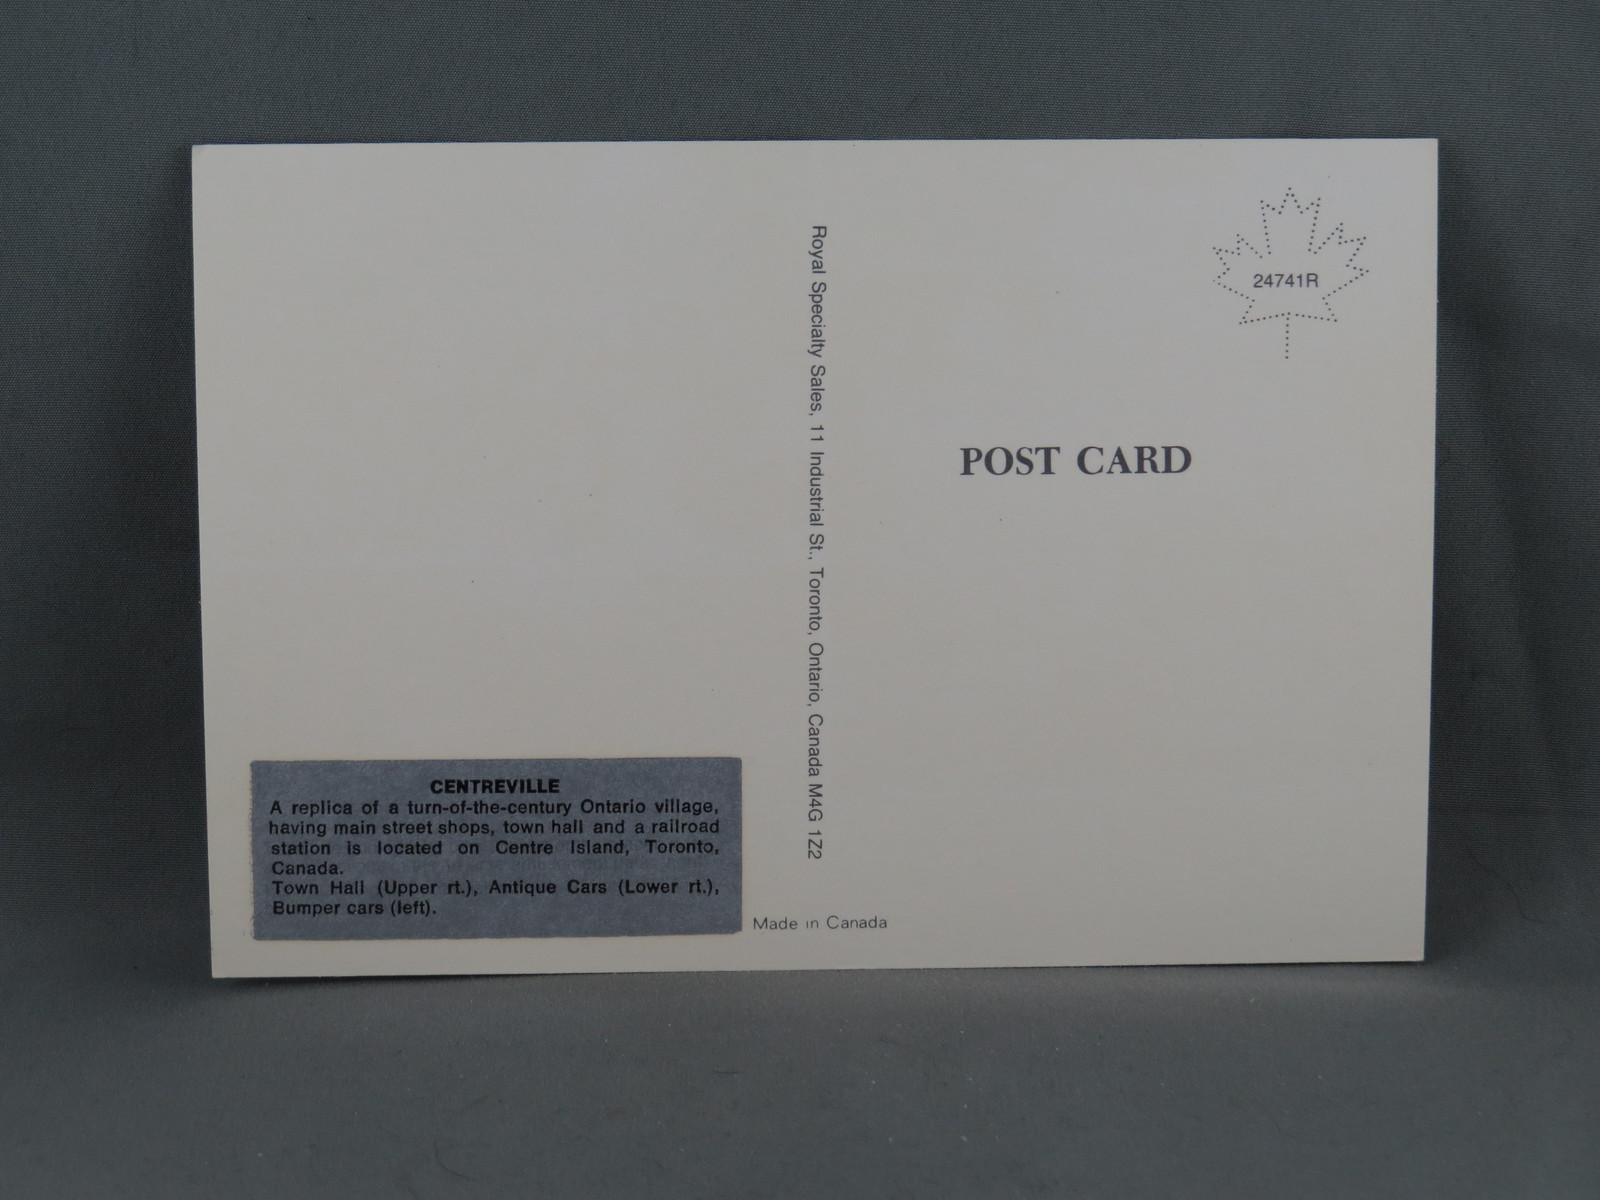 24741R
POST CARD
Royal Specialty Sales, 11 Industrial St., Toronto, Ontario, Canada M4G 1Z2
CENTREVILLE
A replica of a turn-of-the-century Ontario village,
having main street shops, town hall and a railroad
station is located on Centre Island, Toronto,
Canada.
Town Hall (Upper rt.), Antique Cars (Lower rt.),
Bumper cars (left).
Made in Canada